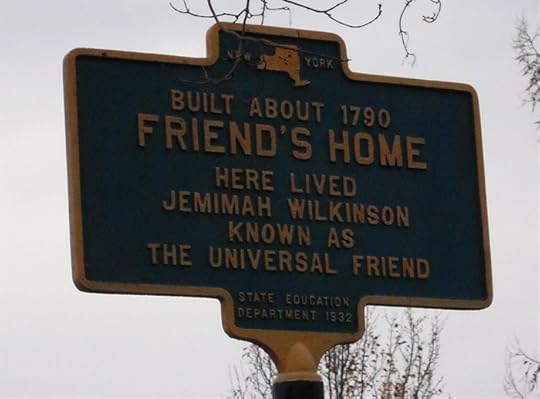 NEW YORK
BUILT ABOUT 1790
FRIEND'S HOME
HERE LIVED
JEMIMAH WILKINSON
KNOWN AS
THE UNIVERSAL FRIEND
STATE EDUCATION
DEPARTMENT 1932